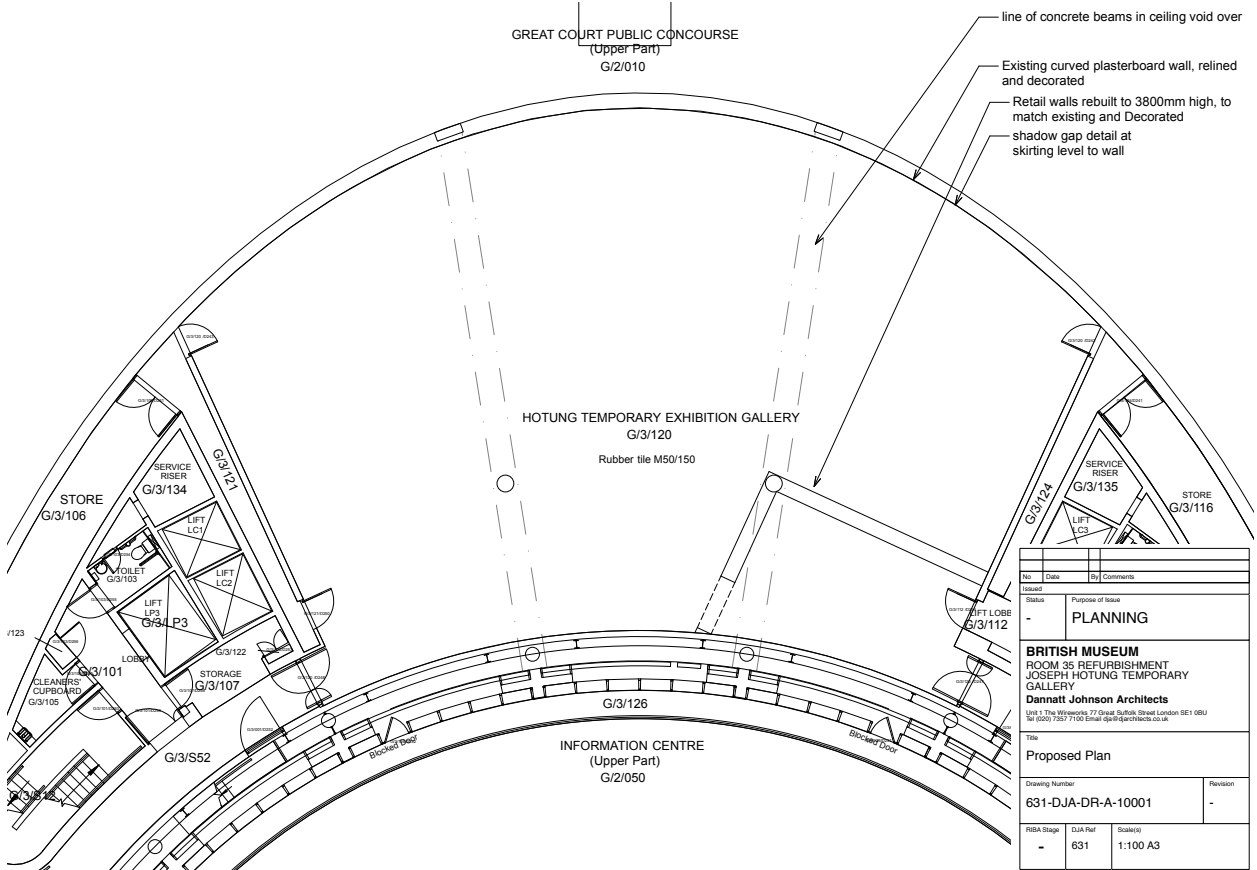 GREAT COURT PUBLIC CONCOURSE
(Upper Part)
G/2/010
line of concrete beams in ceiling void over
Existing curved plasterboard wall, relined
and decorated
Retail walls rebuilt to 3800mm high, to
match existing and Decorated
shadow gap detail at
skirting level to wall
HOTUNG TEMPORARY EXHIBITION GALLERY
G/3/120
Rubber tile M50/150
G/3/121
SERVICE
RISER
G/3/134
STORE
G/3/106
LIFT
LC1
LIFT
LC2
TOILET
G/3/103
LIFT
LP3
G/3/LP3
LOBBY
G/3/101
G/3/122
STORAGE
G/3/107
/123
CLEANERS'
CUPBOARD
G/3/105
G/3/S52
G/3/S12
Blocked Door
G/3/126
Blocked Door
INFORMATION CENTRE
(Upper Part)
G/2/050
G/3/124
SERVICE
RISER
G/3/135
STORE
G/3/116
LIFT
LC3
LIFT LOBB
G/3/112
No Date By Comments
Issued
Status Purpose of Issue
- PLANNING
BRITISH MUSEUM
ROOM 35 REFURBISHMENT
JOSEPH HOTUNG TEMPORARY
GALLERY
Dannatt Johnson Architects
Unit 1 The Wireworks 77 Great Suffolk Street London SE1 0BU
Tel (020) 7357 7100 Email dja@djarchitects.co.uk
Title
Proposed Plan
Drawing Number Revision
631-DJA-DR-A-10001 -
RIBA Stage DJA Ref Scale(s)
- 631 1:100 A3